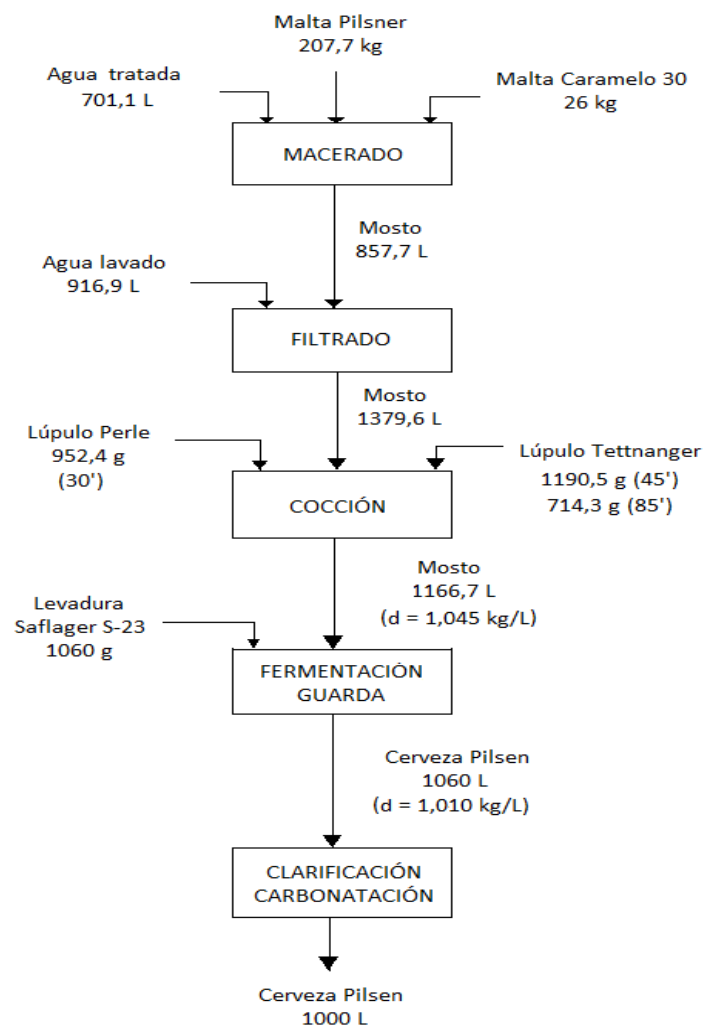 Malta Pilsner
207,7 kg
Agua tratada
701,1 L
Malta Caramelo 30
26 kg
MACERADO
Mosto
857,7 L
Agua lavado
916,9 L
FILTRADO
Mosto
1379,6 L
Lúpulo Perle
952,4 g
(30')
Lúpulo Tettnanger
1190,5 g (45')
714,3 g (85')
COCCIÓN
Mosto
1166,7 L
(d = 1,045 kg/L)
Levadura
Saflager S-23
1060 g
FERMENTACIÓN
GUARDA
Cerveza Pilsen
1060 L
(d = 1,010 kg/L)
CLARIFICACIÓN
CARBONATACIÓN
Cerveza Pilsen
1000 L